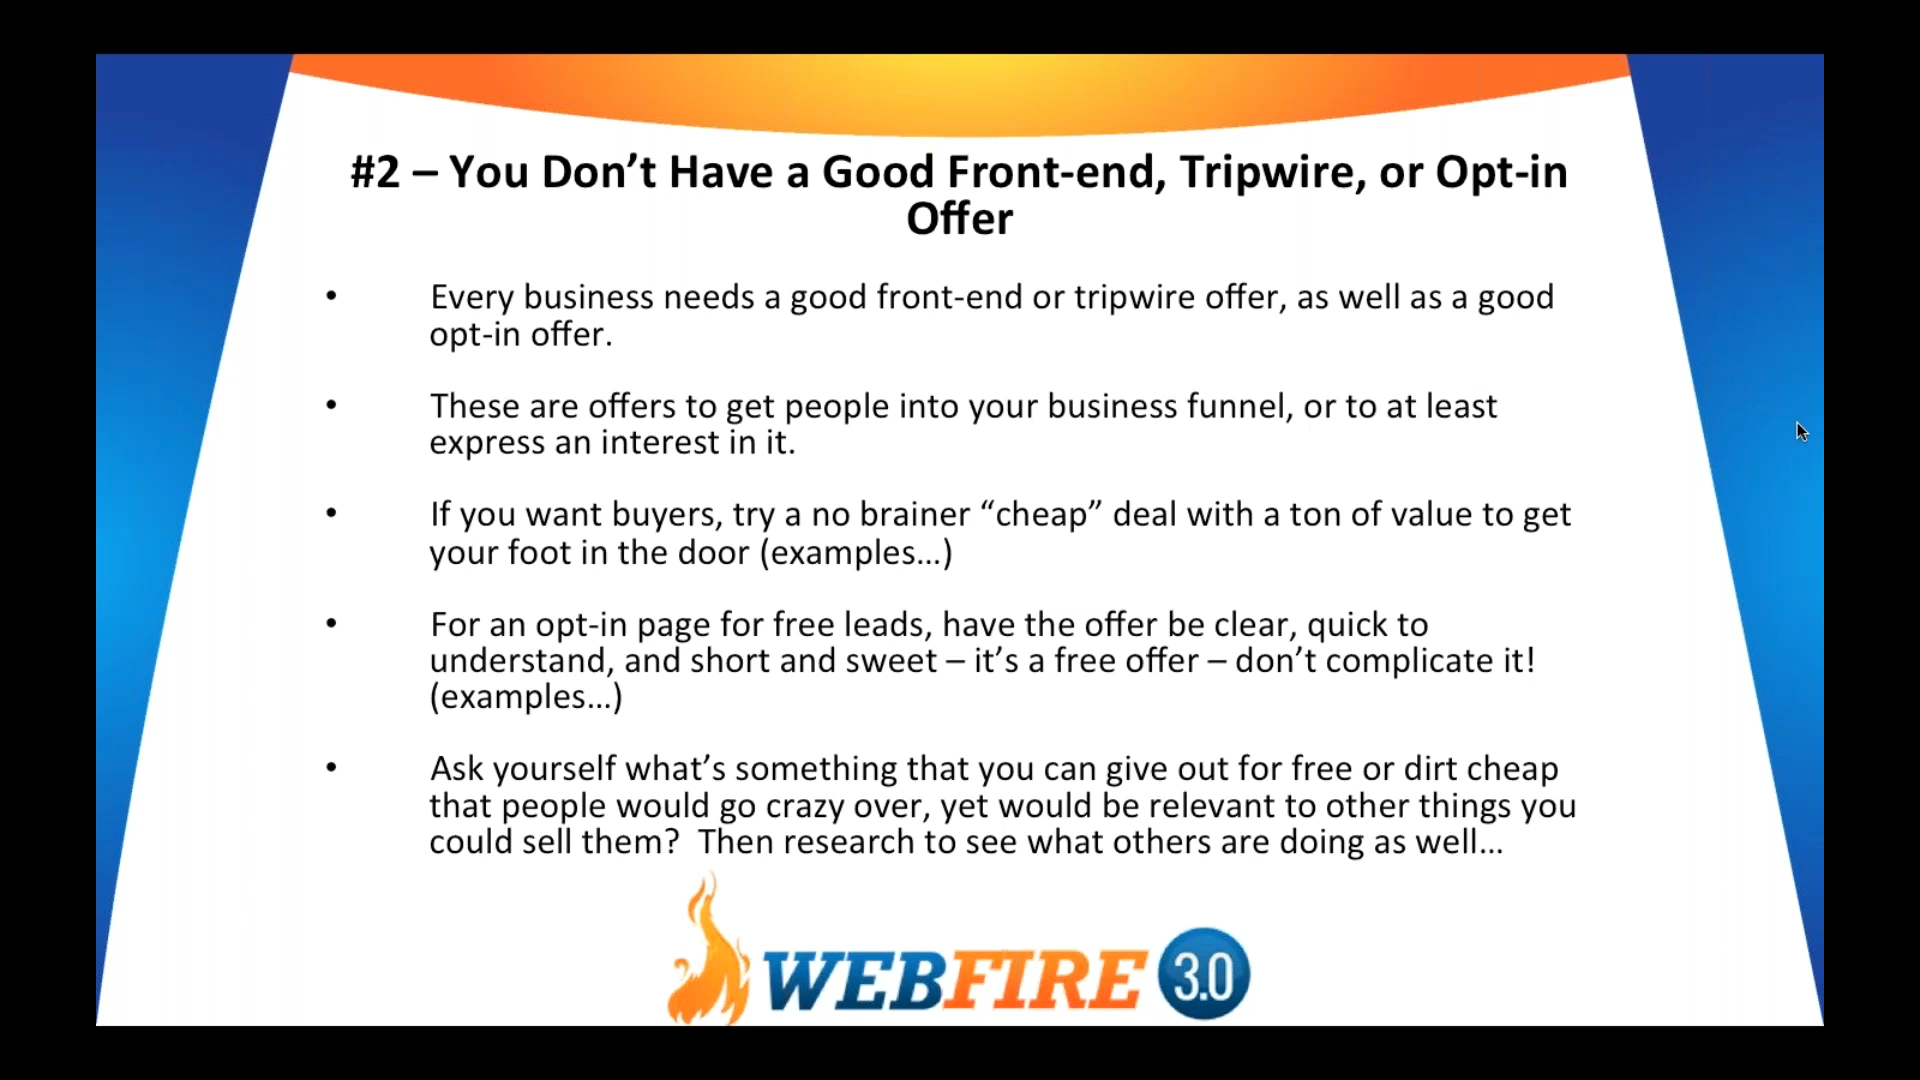 #2 – You Don’t Have a Good Front-end, Tripwire, or Opt-in
Offer
• Every business needs a good front-end or tripwire offer, as well as a good
opt-in offer.
• These are offers to get people into your business funnel, or to at least
express an interest in it.
• If you want buyers, try a no brainer “cheap” deal with a ton of value to get
your foot in the door (examples…)
• For an opt-in page for free leads, have the offer be clear, quick to
understand, and short and sweet – it’s a free offer – don’t complicate it!
(examples…)
• Ask yourself what’s something that you can give out for free or dirt cheap
that people would go crazy over, yet would be relevant to other things you
could sell them?  Then research to see what others are doing as well…
WEBFIRE 3.0